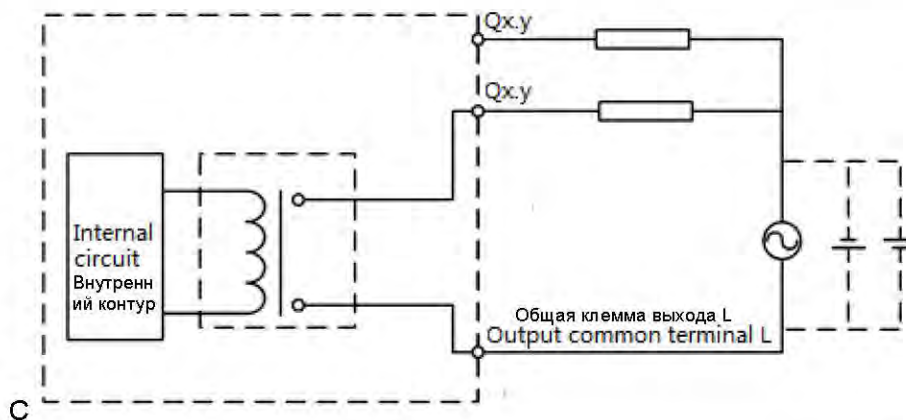 Qx.y
Qx.y
Internal
circuit
Внутренн
ий контур
Общая клемма выхода L
Output common terminal L
С